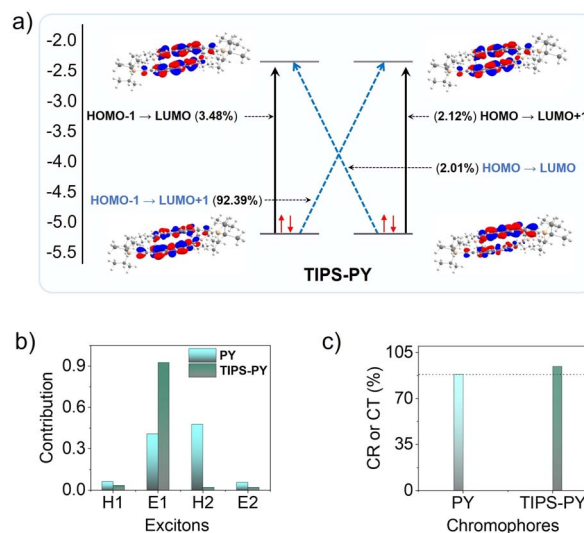 a)
-2.0
-2.5
-3.0
-3.5
-4.0
-4.5
-5.0
-5.5
HOMO-1 → LUMO (3.48%)
(2.12%) HOMO → LUMO+1
(2.01%) HOMO → LUMO
HOMO-1 → LUMO+1 (92.39%)
TIPS-PY
b)
Contribution
0.9
0.6
0.3
0.0
PY
TIPS-PY
H1 E1 H2 E2
Excitons
c)
CR or CT (%)
105
70
35
0
PY TIPS-PY
Chromophores